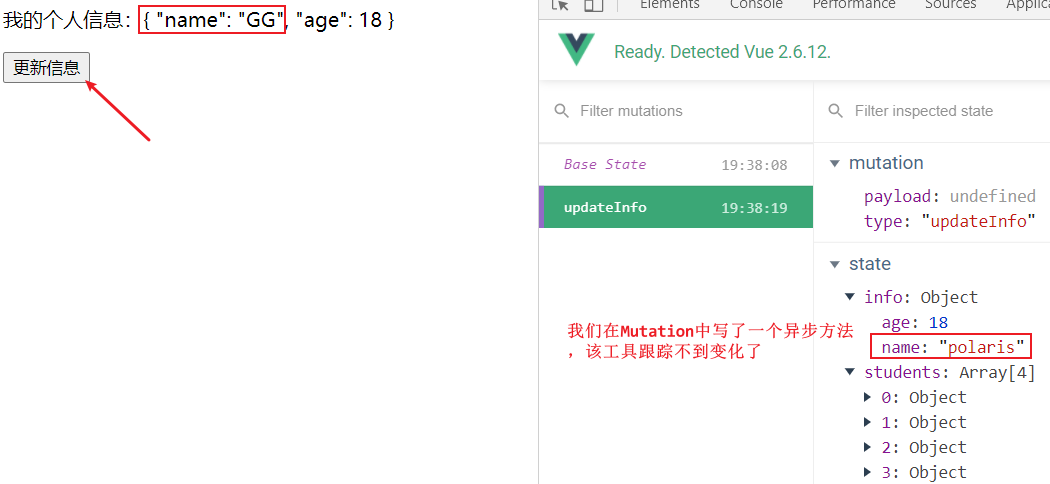 我的个人信息：{ "name": "GG", "age": 18 }
更新信息
Elements Console Performance Sources
Ready. Detected Vue 2.6.12.
Filter mutations
Filter inspected state
Base State 19:38:08
updateInfo 19:38:19
mutation
payload: undefined
type: "updateInfo"
state
info: Object
age: 18
name: "polaris"
students: Array[4]
0: Object
1: Object
2: Object
3: Object
我们在Mutation中写了一个异步方法
，该工具跟踪不到变化了